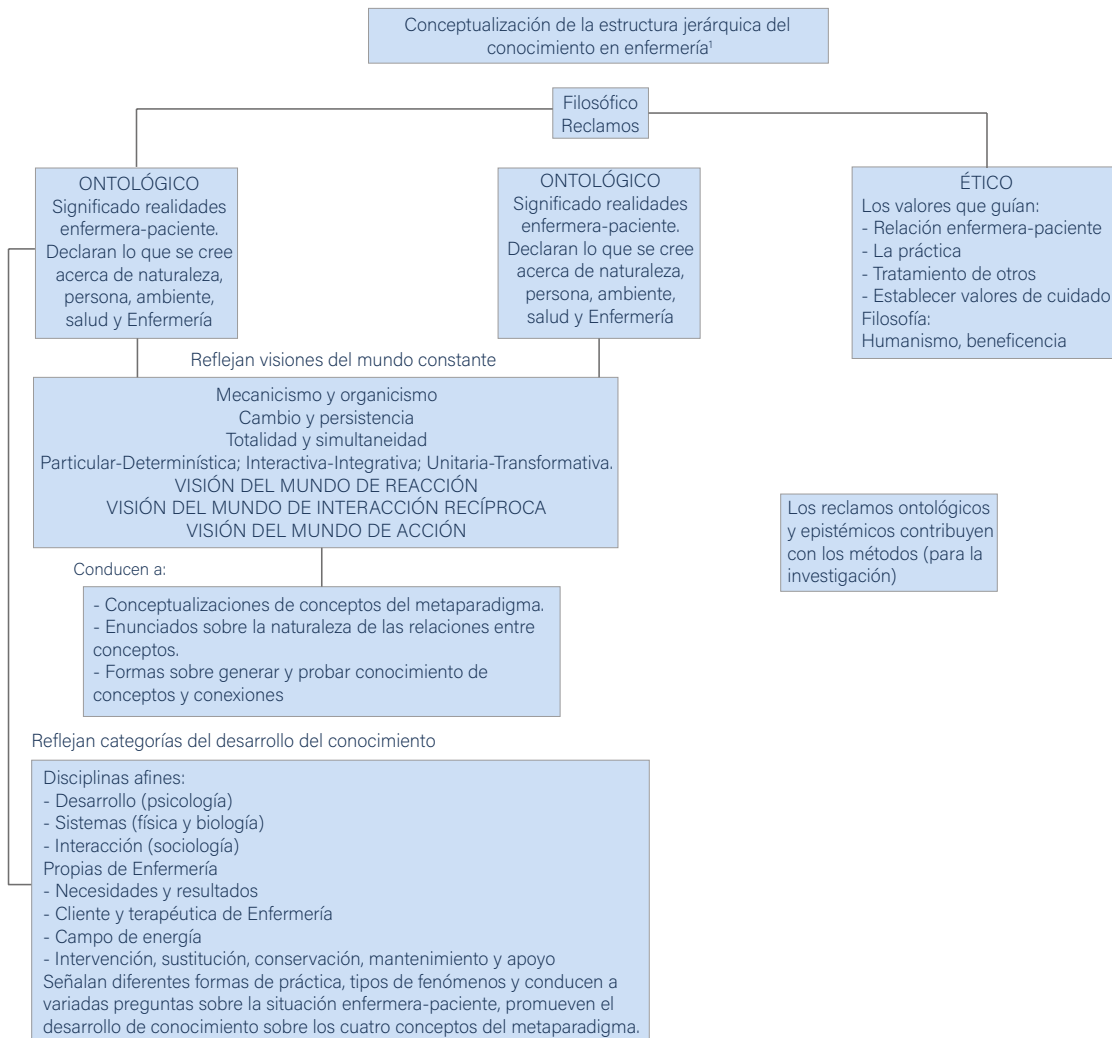 Conceptualización de la estructura jerárquica del
conocimiento en enfermería¹
Filosófico
Reclamos
ONTOLÓGICO
Significado realidades
enfermera-paciente.
Declaran lo que se cree
acerca de naturaleza,
persona, ambiente,
salud y Enfermería
ONTOLÓGICO
Significado realidades
enfermera-paciente.
Declaran lo que se cree
acerca de naturaleza,
persona, ambiente,
salud y Enfermería
ÉTICO
Los valores que guían:
- Relación enfermera-paciente
- La práctica
- Tratamiento de otros
- Establecer valores de cuidado
Filosofía:
Humanismo, beneficencia
Reflejan visiones del mundo constante
Mecanicismo y organicismo
Cambio y persistencia
Totalidad y simultaneidad
Particular-Determinística; Interactiva-Integrativa; Unitaria-Transformativa.
VISIÓN DEL MUNDO DE REACCIÓN
VISIÓN DEL MUNDO DE INTERACCIÓN RECÍPROCA
VISIÓN DEL MUNDO DE ACCIÓN
Los reclamos ontológicos
y epistémicos contribuyen
con los métodos (para la
investigación)
Conducen a:
- Conceptualizaciones de conceptos del metaparadigma.
- Enunciados sobre la naturaleza de las relaciones entre
conceptos.
- Formas sobre generar y probar conocimiento de
conceptos y conexiones
Reflejan categorías del desarrollo del conocimiento
Disciplinas afines:
- Desarrollo (psicología)
- Sistemas (física y biología)
- Interacción (sociología)
Propias de Enfermería
- Necesidades y resultados
- Cliente y terapéutica de Enfermería
- Campo de energía
- Intervención, sustitución, conservación, mantenimiento y apoyo
Señalan diferentes formas de práctica, tipos de fenómenos y conducen a
variadas preguntas sobre la situación enfermera-paciente, promueven el
desarrollo de conocimiento sobre los cuatro conceptos del metaparadigma.